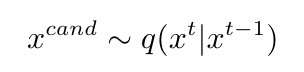 x^{cand} ∼ q(x^t|x^{t−1})